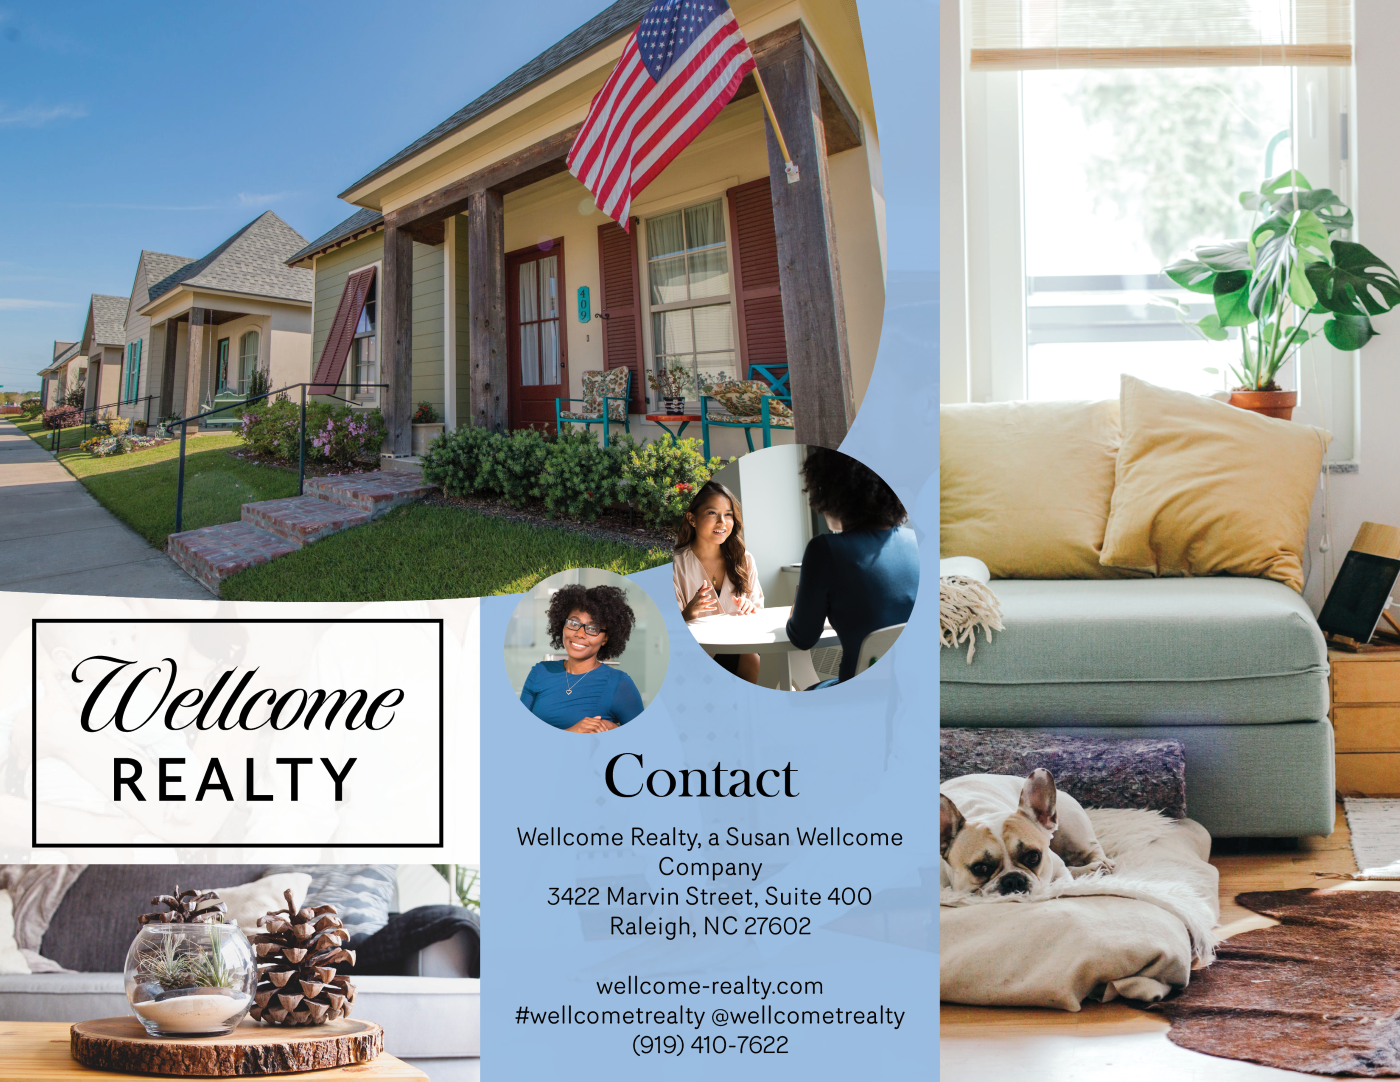 409
Wellcome
REALTY
Contact
Wellcome Realty, a Susan Wellcome
Company
3422 Marvin Street, Suite 400
Raleigh, NC 27602
wellcome-realty.com
#wellcometrealty @wellcometrealty
(919) 410-7622